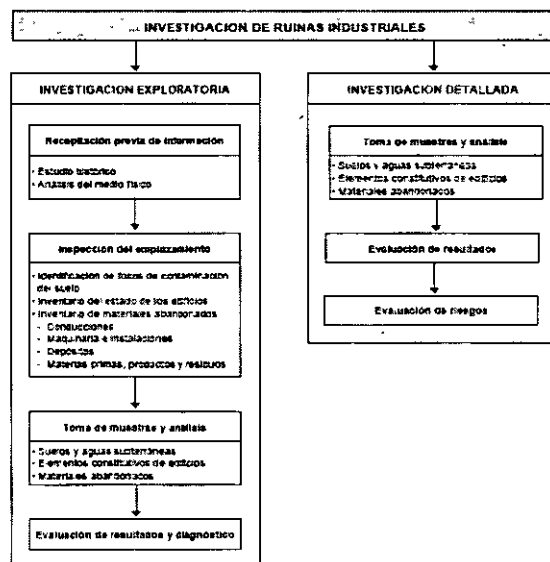 INVESTIGACION DE RUINAS INDUSTRIALES
INVESTIGACION EXPLORATORIA
Recopilación previa de información
• Estudio histórico
• Análisis del medio físico
Inspección del emplazamiento
• Identificación de focos de contaminación
del suelo
• Inventario del estado de los edificios
• Inventario de materiales abandonados
- Conducciones
- Maquinaria e instalaciones
- Depósitos
- Materias primas, productos y residuos
Toma de muestras y análisis
• Suelos y aguas subterráneas
• Elementos constitutivos de edificios
• Materiales abandonados
Evaluación de resultados y diagnóstico
INVESTIGACION DETALLADA
Toma de muestras y análisis
• Suelos y aguas subterráneas
• Elementos constitutivos de edificios
• Materiales abandonados
Evaluación de resultados
Evaluación de riesgos